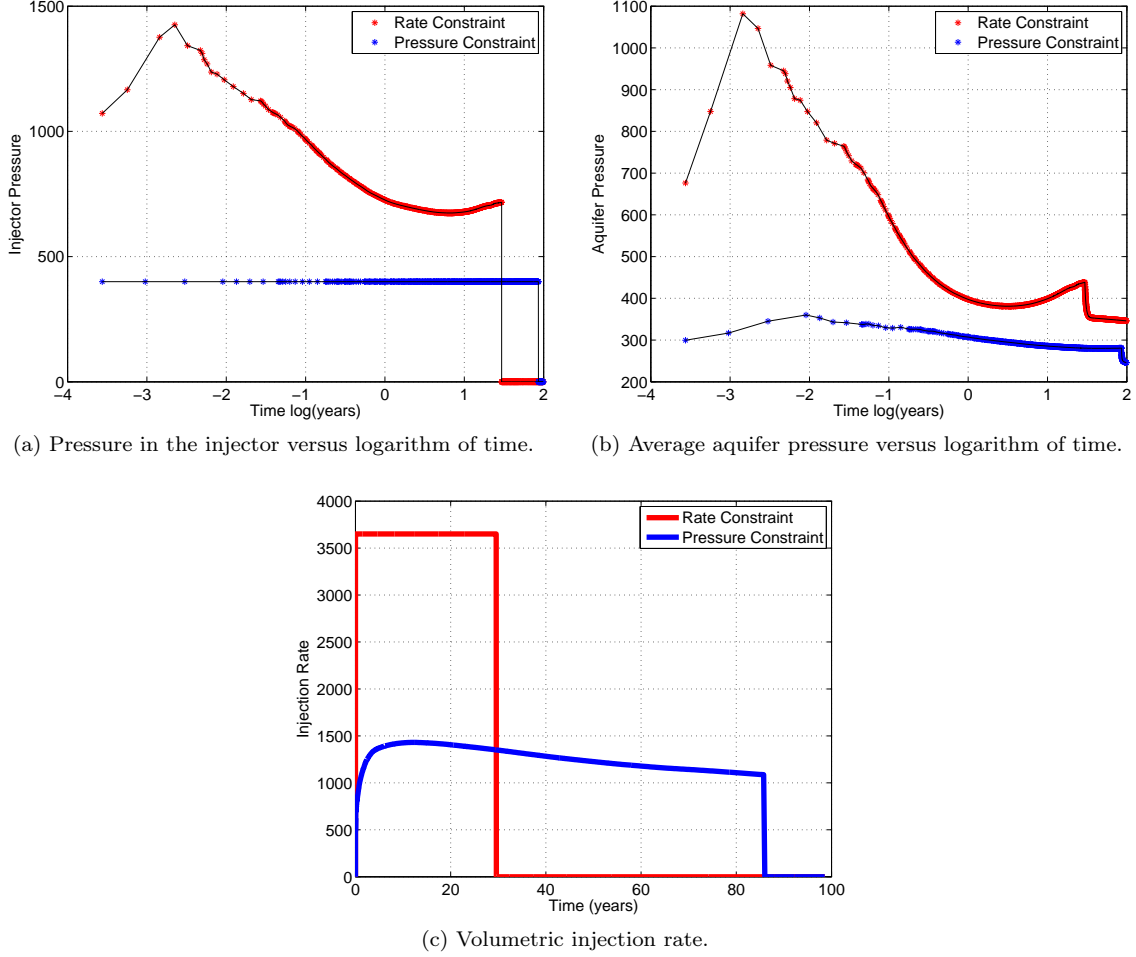 1500
1000
500
0
−4
−3
−2
−1
0
1
2
Injector Pressure
Time log(years)
Rate Constraint
Pressure Constraint
(a) Pressure in the injector versus logarithm of time.
1100
1000
900
800
700
600
500
400
300
200
−4
−3
−2
−1
0
1
2
Aquifer Pressure
Time log(years)
Rate Constraint
Pressure Constraint
(b) Average aquifer pressure versus logarithm of time.
4000
3500
3000
2500
2000
1500
1000
500
0
0
20
40
60
80
100
Injection Rate
Time (years)
Rate Constraint
Pressure Constraint
(c) Volumetric injection rate.